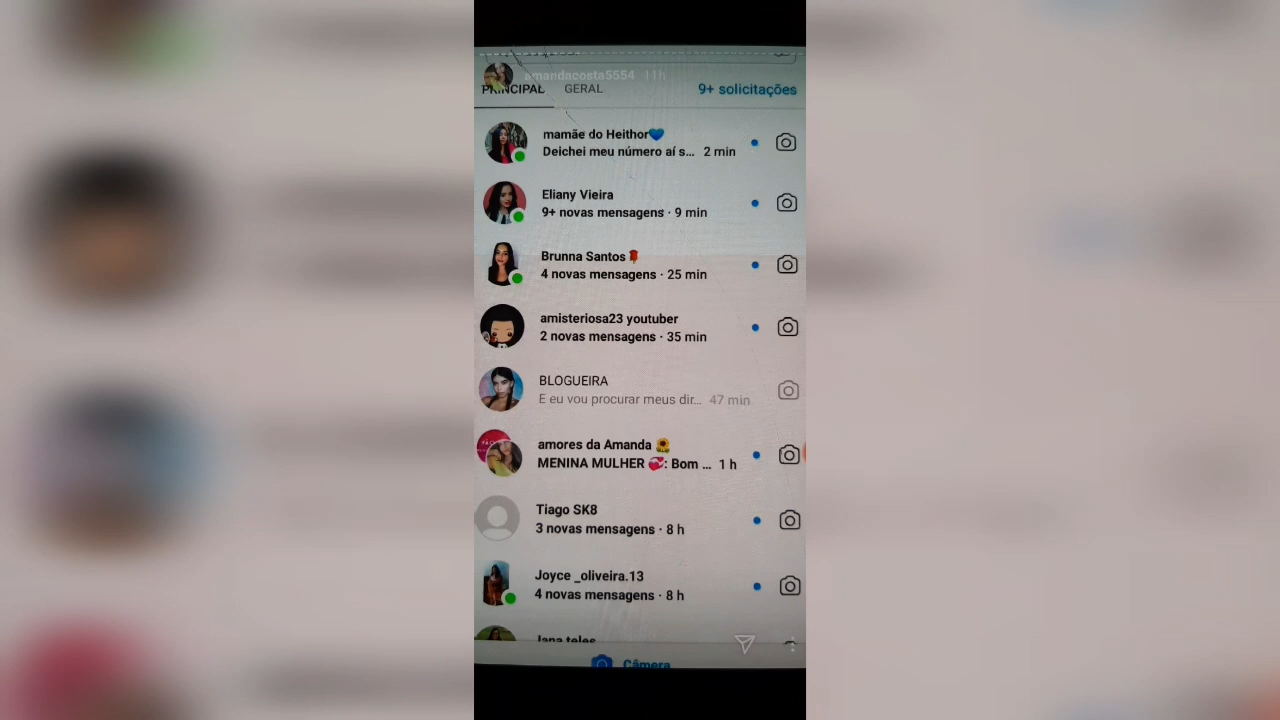 amandacosta5554 11h
PRINCIPAL GERAL 9+ solicitações
mamãe do Heithor💙
Deichei meu número aí s... 2 min
Eliany Vieira
9+ novas mensagens · 9 min
Brunna Santos🌹
4 novas mensagens · 25 min
amisteriosa23 youtuber
2 novas mensagens · 35 min
BLOGUEIRA
E eu vou procurar meus dir... 47 min
amores da Amanda 🌻
MENINA MULHER 💞: Bom ... 1 h
Tiago SK8
3 novas mensagens · 8 h
Joyce _oliveira.13
4 novas mensagens · 8 h
Iana teles
Câmera